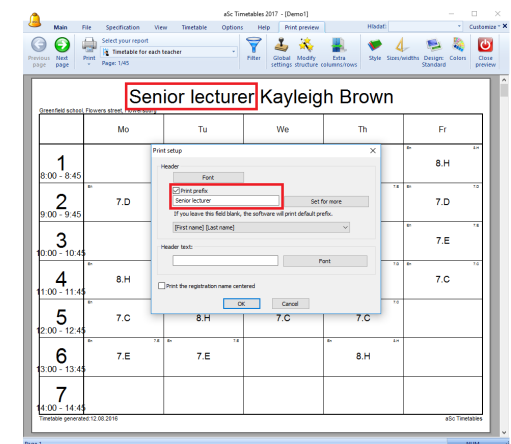 aSc Timetables 2017 - [Demo1]
Main File Specification View Timetable Options Help Print preview Hľadať: Customize
Previous page Next page Print Select your report Filter Global settings Modify structure Extra columns/rows Style Sizes/widths Design: Standard Colors Close preview
Timetable for each teacher
Page: 1/45
Senior lecturer Kayleigh Brown
Greenfield school, Flowers street,
Mo Tu We Th Fr
1
8:00 - 8:45
8.H
2
9:00 - 9:45
7.D
7.D
3
10:00 - 10:45
7.E
4
11:00 - 11:45
8.H
7.C
5
12:00 - 12:45
7.C 8.H 7.C 7.C
6
13:00 - 13:45
7.E 7.E 8.H
7
14:00 - 14:45
Timetable generated:12.08.2016 aSc Timetables
Print setup
Header
Font
Print prefix
Senior lecturer
Set for more
If you leave this field blank, the software will print default prefix.
[First name] [Last name]
Header text:
Font
Print the registration name centered
OK Cancel